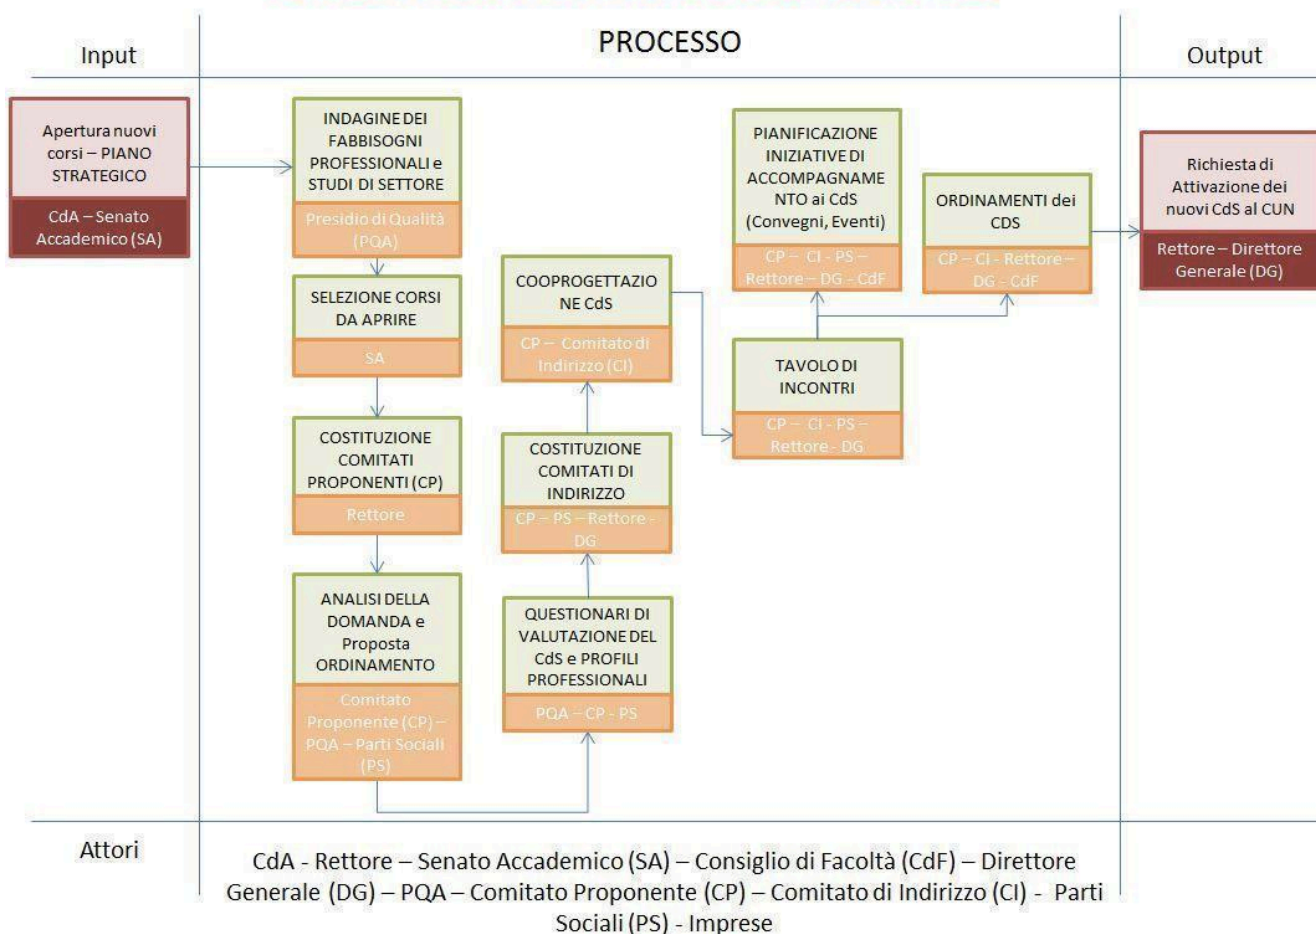 Input
PROCESSO
Output
Apertura nuovi
corsi – PIANO
STRATEGICO
CdA – Senato
Accademico (SA)
INDAGINE DEI
FABBISOGNI
PROFESSIONALI e
STUDI DI SETTORE
Presidio di Qualità
(PQA)
SELEZIONE CORSI
DA APRIRE
SA
COSTITUZIONE
COMITATI
PROPONENTI (CP)
Rettore
ANALISI DELLA
DOMANDA e
Proposta
ORDINAMENTO
Comitato
Proponente (CP) –
PQA – Parti Sociali
(PS)
QUESTIONARI DI
VALUTAZIONE DEL
CdS e PROFILI
PROFESSIONALI
PQA – CP - PS
COSTITUZIONE
COMITATI DI
INDIRIZZO
CP – PS – Rettore -
DG
COOPROGETTAZIO
NE CdS
CP – Comitato di
Indirizzo (CI)
TAVOLO DI
INCONTRI
CP – CI - PS –
Rettore - DG
PIANIFICAZIONE
INIZIATIVE DI
ACCOMPAGNAME
NTO ai CdS
(Convegni, Eventi)
CP – CI - PS –
Rettore – DG - CdF
ORDINAMENTI dei
CDS
CP – CI - Rettore –
DG - CdF
Richiesta di
Attivazione dei
nuovi CdS al CUN
Rettore – Direttore
Generale (DG)
Attori
CdA - Rettore – Senato Accademico (SA) – Consiglio di Facoltà (CdF) – Direttore
Generale (DG) – PQA – Comitato Proponente (CP) – Comitato di Indirizzo (CI) - Parti
Sociali (PS) - Imprese